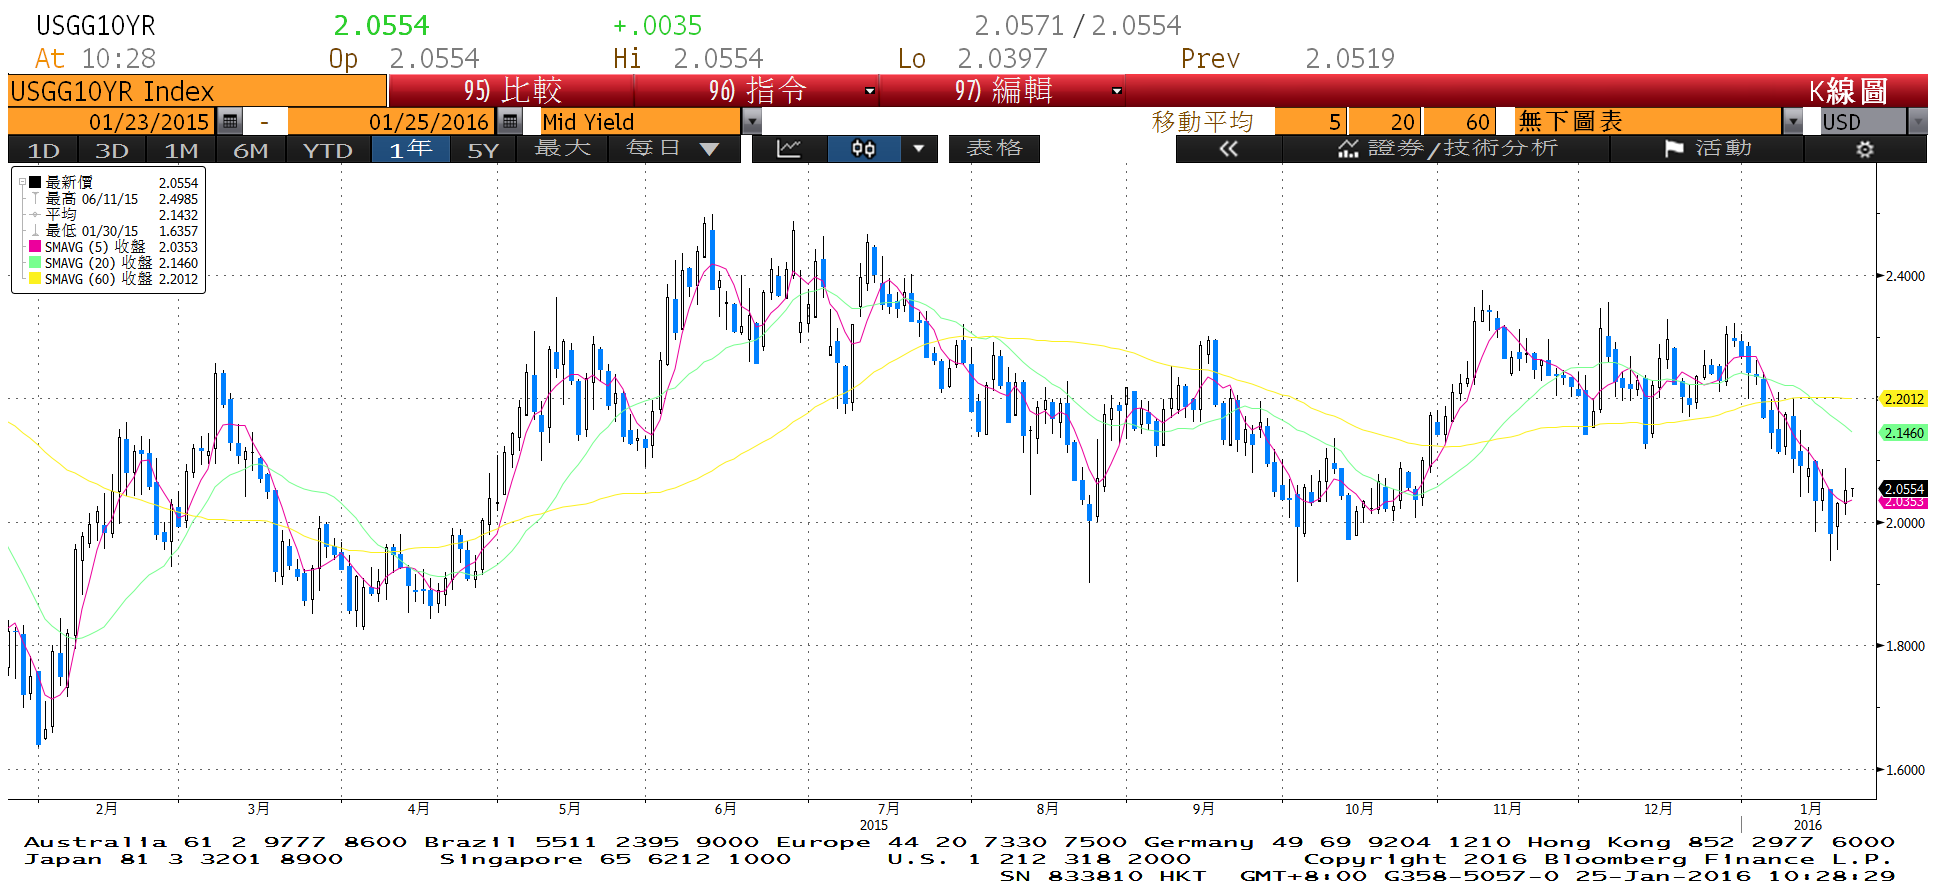 USGG10YR 2.0554 +.0035 2.0571 / 2.0554
At 10:28 Op 2.0554 Hi 2.0554 Lo 2.0397 Prev 2.0519
USGG10YR Index 95) 比較 96) 指令 97) 編輯 K線圖
01/23/2015 - 01/25/2016 Mid Yield 移動平均 5 20 60 無下圖表 USD
1D 3D 1M 6M YTD 1年 5Y 最大 每日 表格 證券/技術分析 活動
最新價 2.0554
最高 06/11/15 2.4985
平均 2.1432
最低 01/30/15 1.6357
SMAVG (5) 收盤 2.0353
SMAVG (20) 收盤 2.1460
SMAVG (60) 收盤 2.2012
2.4000
2.2012
2.1460
2.0554
2.0353
2.0000
1.8000
1.6000
2月 3月 4月 5月 6月 7月 8月 9月 10月 11月 12月 1月
2015 2016
Australia 61 2 9777 8600 Brazil 5511 2395 9000 Europe 44 20 7330 7500 Germany 49 69 9204 1210 Hong Kong 852 2977 6000
Japan 81 3 3201 8900 Singapore 65 6212 1000 U.S. 1 212 318 2000 Copyright 2016 Bloomberg Finance L.P.
SN 833810 HKT GMT+8:00 G358-5057-0 25-Jan-2016 10:28:29